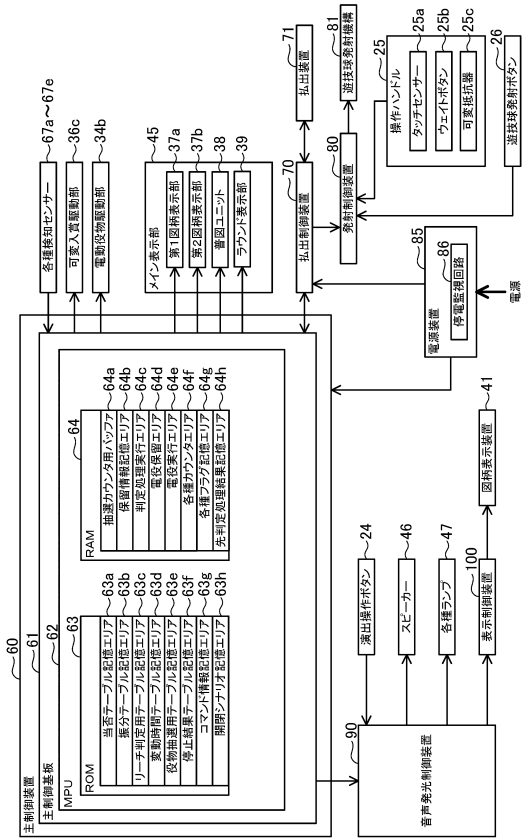 60
主制御装置
61
主制御基板
62
MPU
63
ROM
当否テーブル記憶エリア 63a
振分テーブル記憶エリア 63b
リーチ判定用テーブル記憶エリア 63c
変動時間テーブル記憶エリア 63d
役物抽選用テーブル記憶エリア 63e
停止結果テーブル記憶エリア 63f
コマンド情報記憶エリア 63g
開閉シナリオ記憶エリア 63h
64
RAM
抽選カウンタ用バッファ 64a
保留情報記憶エリア 64b
判定処理実行エリア 64c
電役保留エリア 64d
電役実行エリア 64e
各種カウンタエリア 64f
各種フラグ記憶エリア 64g
先判定処理結果記憶エリア 64h
各種検知センサー 67a〜67e
可変入賞駆動部 36c
電動役物駆動部 34b
メイン表示部 45
第1図柄表示部 37a
第2図柄表示部 37b
普図ユニット 38
ラウンド表示部 39
払出制御装置 70
払出装置 71
発射制御装置 80
遊技球発射機構 81
操作ハンドル 25
タッチセンサー 25a
ウェイトボタン 25b
可変抵抗器 25c
遊技球発射ボタン 26
電源装置 85
停電監視回路 86
電源
90
音声発光制御装置
演出操作ボタン 24
スピーカー 46
各種ランプ 47
表示制御装置 100
図柄表示装置 41